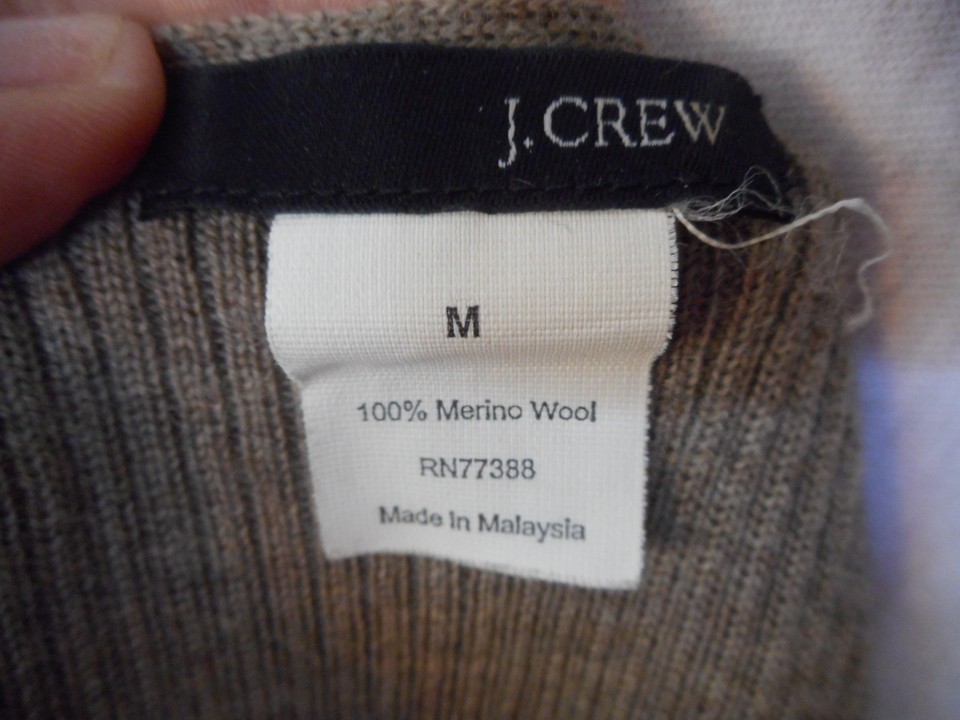 J.CREW
M
100% Merino Wool
RN77388
Made In Malaysia